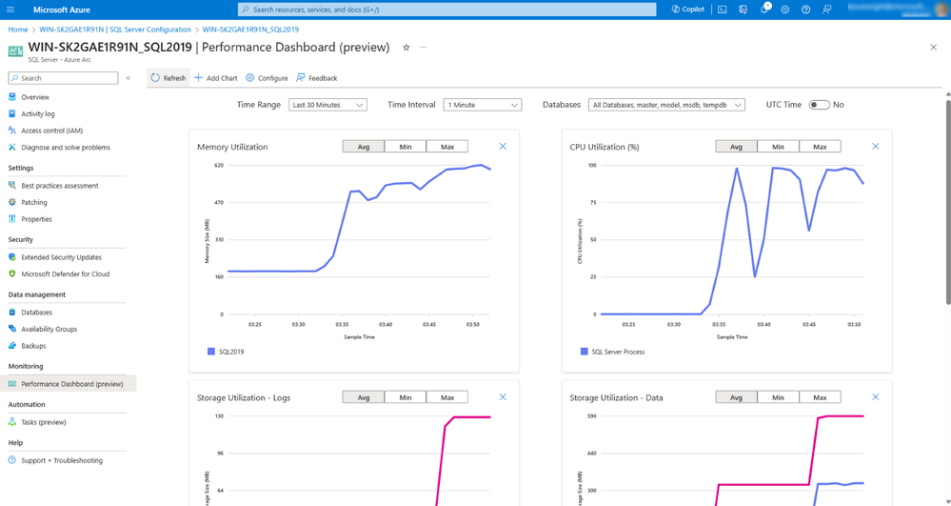 Microsoft Azure
Search resources, services, and docs (G+/)
Copilot
1
Home > WIN-SK2GAE1R91N | SQL Server Configuration > WIN-SK2GAE1R91N_SQL2019
WIN-SK2GAE1R91N_SQL2019 | Performance Dashboard (preview)
SQL Server - Azure Arc
Search
Overview
Activity log
Access control (IAM)
Diagnose and solve problems
Settings
Best practices assessment
Patching
Properties
Security
Extended Security Updates
Microsoft Defender for Cloud
Data management
Databases
Availability Groups
Backups
Monitoring
Performance Dashboard (preview)
Automation
Tasks (preview)
Help
Support + Troubleshooting
Refresh
Add Chart
Configure
Feedback
Time Range Last 30 Minutes Time Interval 1 Minute Databases All Databases, master, model, msdb, tempdb UTC Time No
Memory Utilization
Avg Min Max
620
470
310
160
0
Memory Size (MB)
03:25 03:30 03:35 03:40 03:45 03:50
Sample Time
SQL2019
CPU Utilization (%)
Avg Min Max
100
75
50
25
0
CPU Utilization (%)
03:25 03:30 03:35 03:40 03:45 03:50
Sample Time
SQL Server Process
Storage Utilization - Logs
Avg Min Max
130
96
64
Storage Utilization - Data
Avg Min Max
590
440
300